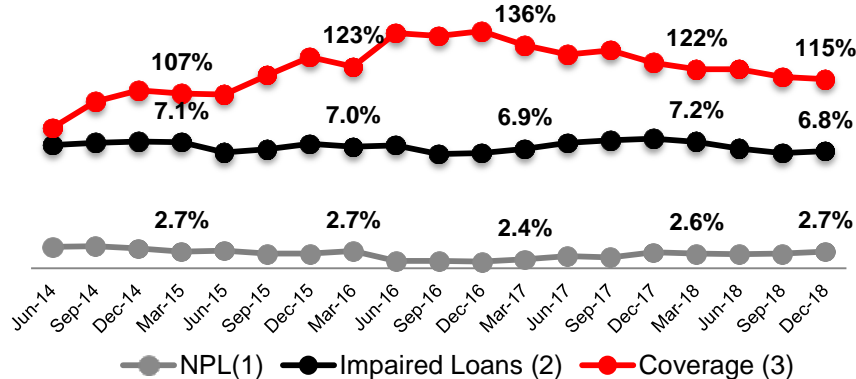 107% 123% 136% 122% 115%
7.1% 7.0% 6.9% 7.2% 6.8%
2.7% 2.7% 2.4% 2.6% 2.7%
Jun-14 Sep-14 Dec-14 Mar-15 Jun-15 Sep-15 Dec-15 Mar-16 Jun-16 Sep-16 Dec-16 Mar-17 Jun-17 Sep-17 Dec-17 Mar-18 Jun-18 Sep-18 Dec-18
NPL(1) Impaired Loans (2) Coverage (3)